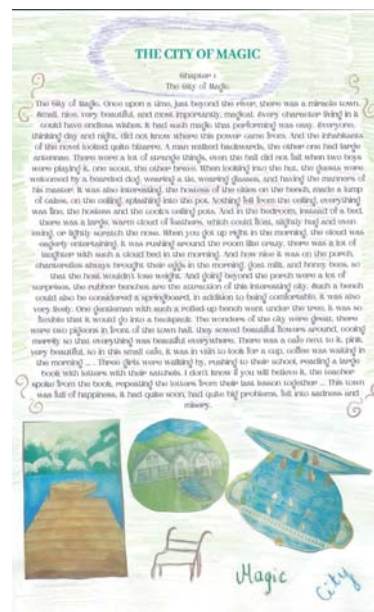 THE CITY OF MAGIC
Chapter 1
The City of Magic
The City of Magic. Once upon a time, just beyond the river, there was a miracle town.
Small, nice, very beautiful, and most importantly, magical. Every character living in it
could have endless wishes. It had such magic that performing was easy. Everyone,
thinking day and night, did not know where this power came from. And the inhabitants
of the novel looked quite bizarre. A man walked backwards, the other one had large
antennae. There were a lot of strange things, even the ball did not fall when two boys
were playing it, one scout, the other brave. When looking into the hut, the guests were
welcomed by a bearded dog, wearing a tie, wearing glasses, and having the manners of
his master. It was also interesting, the hostess of the cities on the bench, made a lump
of cakes, on the ceiling, splashing into the pot. Nothing fell from the ceiling, everything
was fine, the hostess and the cooks ceiling pots. And in the bedroom, instead of a bed,
there was a large, warm cloud of feathers, which could float, slightly hug and even
swing, or lightly scratch the nose. When you got up right in the morning, the cloud was
eagerly entertaining, it was rushing around the room like crazy, there was a lot of
laughter with such a cloud bed in the morning. And how nice it was on the porch,
chanterelles always brought their eggs in the morning, goat milk, and honey bees, so
that the host wouldn't lose weight. And going beyond the porch were a lot of
surprises, the rubber benches are the attraction of this interesting city. Such a bench
could also be considered a springboard, in addition to being comfortable, it was also
very lively. One gentleman with such a rolled-up bench went under the tree, it was so
flexible that it would go into a backpack. The wonders of the city were great, there
were two pigeons in front of the town hall, they sowed beautiful flowers around, cooing
merrily so that everything was beautiful everywhere. There was a cafe next to it, pink,
very beautiful, so in this small cafe, it was in vain to look for a cup, coffee was waiting in
the morning ... . Three girls were walking by, rushing to their school, reading a large
book with letters with their satchels. I don't know if you will believe it, the teacher
spoke from the book, repeating the letters from their last lesson together ... This town
was full of happiness, it had quite soon, had quite big problems, fell into sadness and
misery.
Magic
City